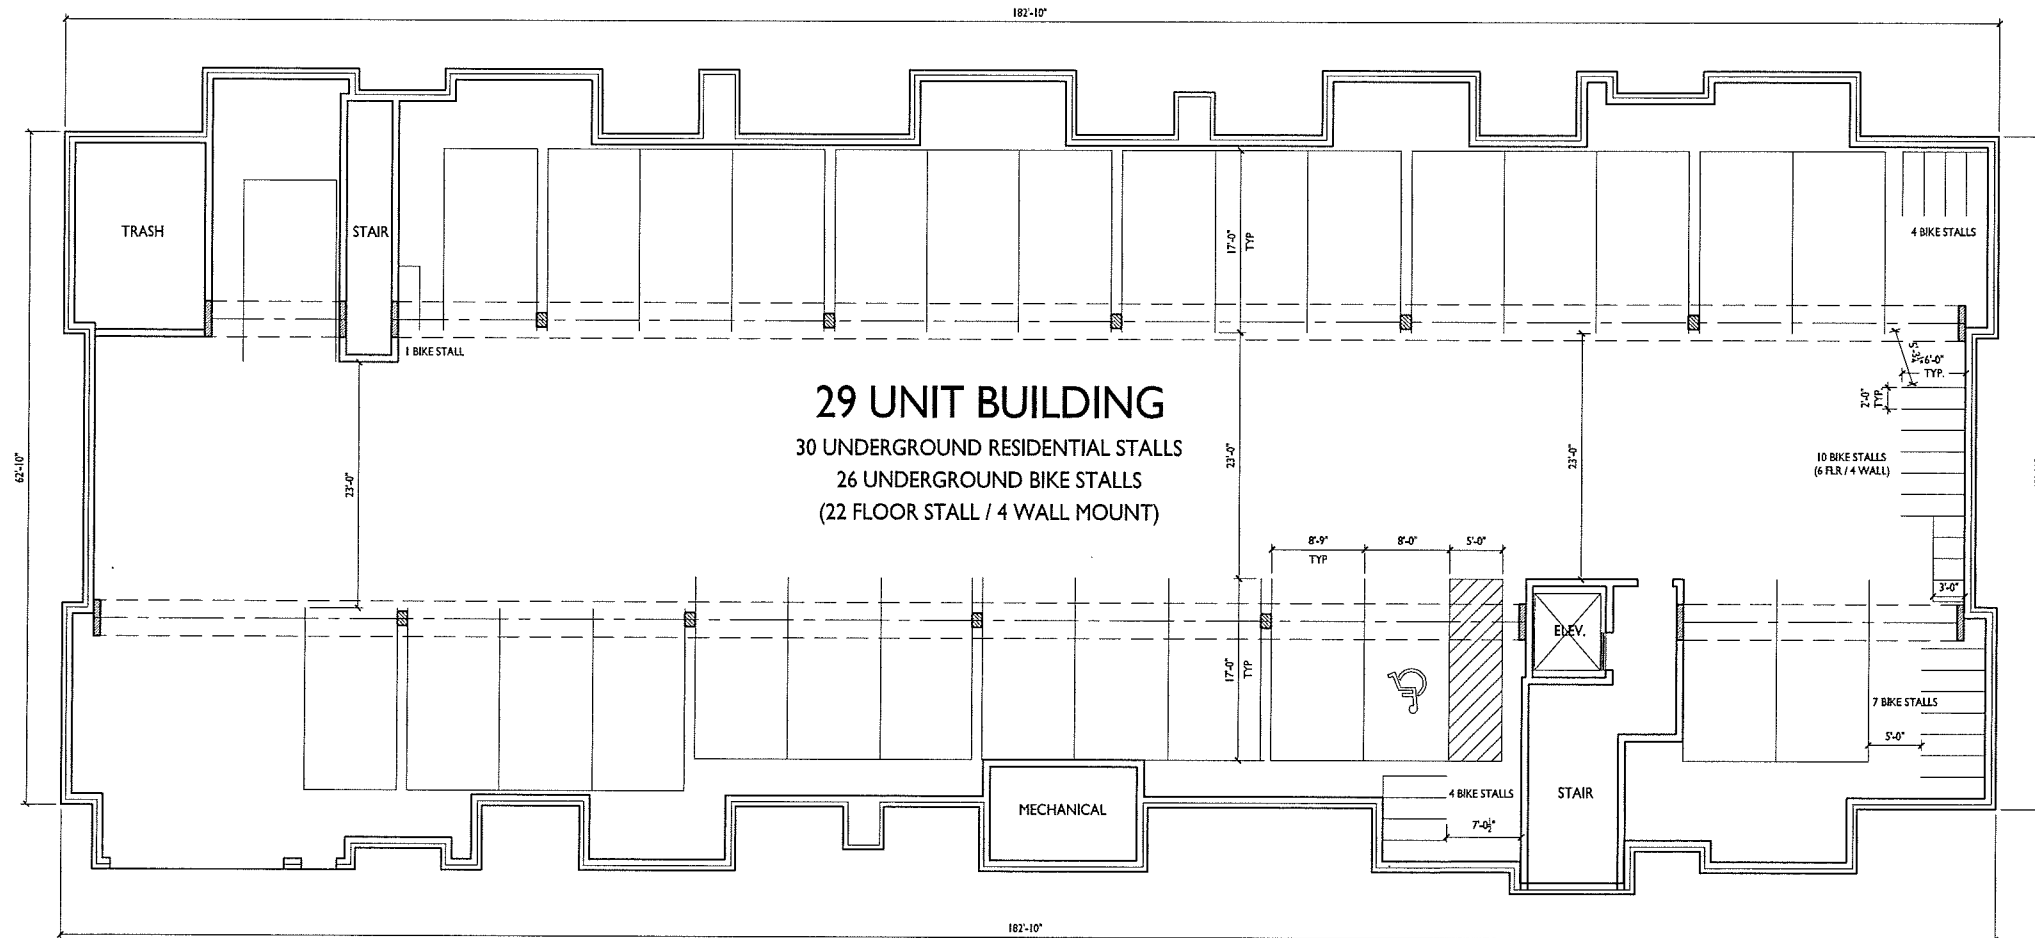 182'-10"
TRASH
STAIR
17'-0"
TYP
4 BIKE STALLS
1 BIKE STALL
6'-0"
TYP.
2'-0"
TYP
29 UNIT BUILDING
30 UNDERGROUND RESIDENTIAL STALLS
26 UNDERGROUND BIKE STALLS
(22 FLOOR STALL / 4 WALL MOUNT)
62'-10"
23'-0"
23'-0"
23'-0"
10 BIKE STALLS
(6 FLR / 4 WALL)
8'-9"
TYP
8'-0"
5'-0"
3'-0"
ELEV.
17'-0"
TYP
7 BIKE STALLS
5'-0"
MECHANICAL
4 BIKE STALLS
7'-0½"
STAIR
182'-10"